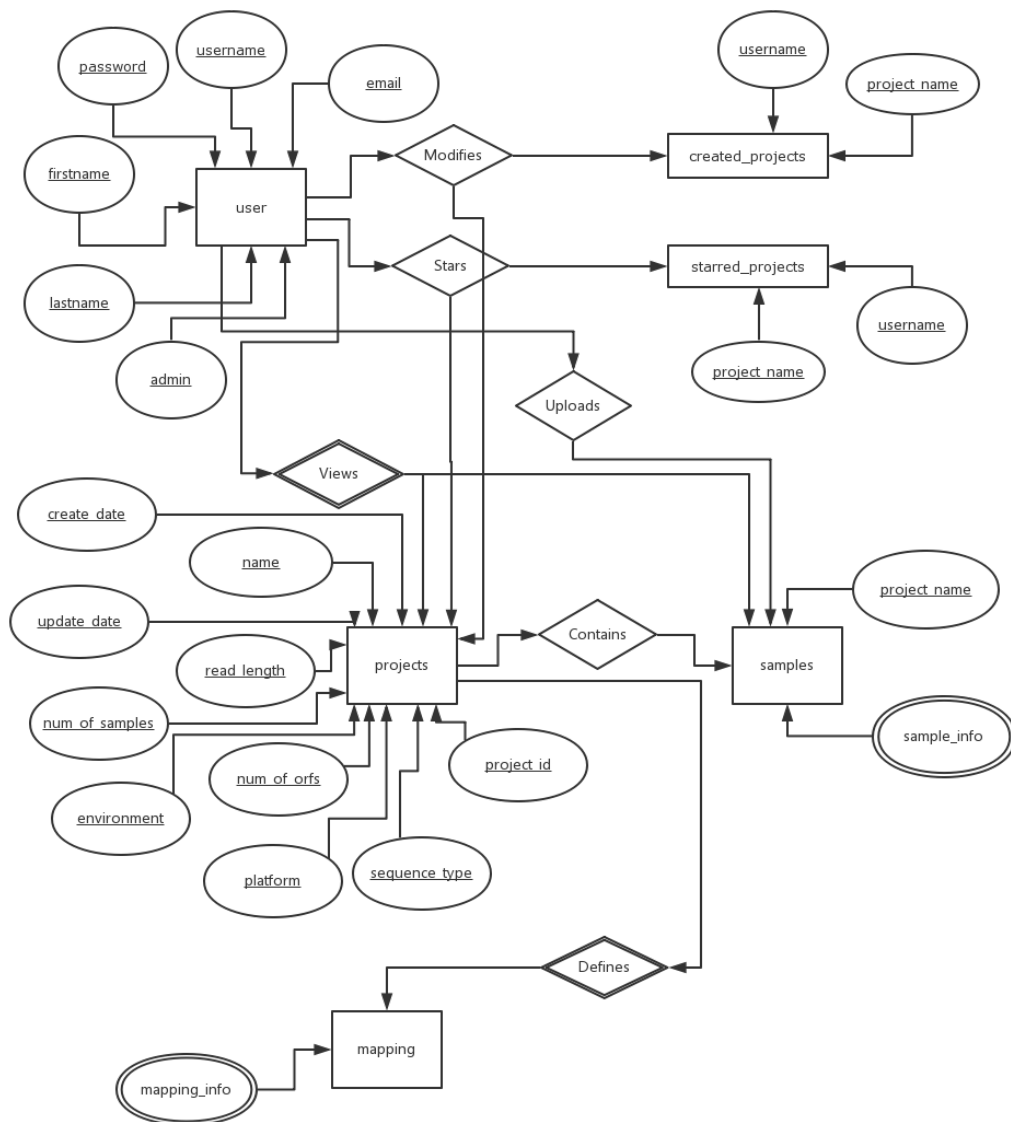 username
username
password
email
project_name
Modifies
created_projects
firstname
user
Stars
starred_projects
lastname
username
project_name
admin
Uploads
Views
create_date
name
project_name
update_date
Contains
projects
samples
read_length
num_of_samples
sample_info
num_of_orfs
project_id
environment
platform
sequence_type
Defines
mapping
mapping_info